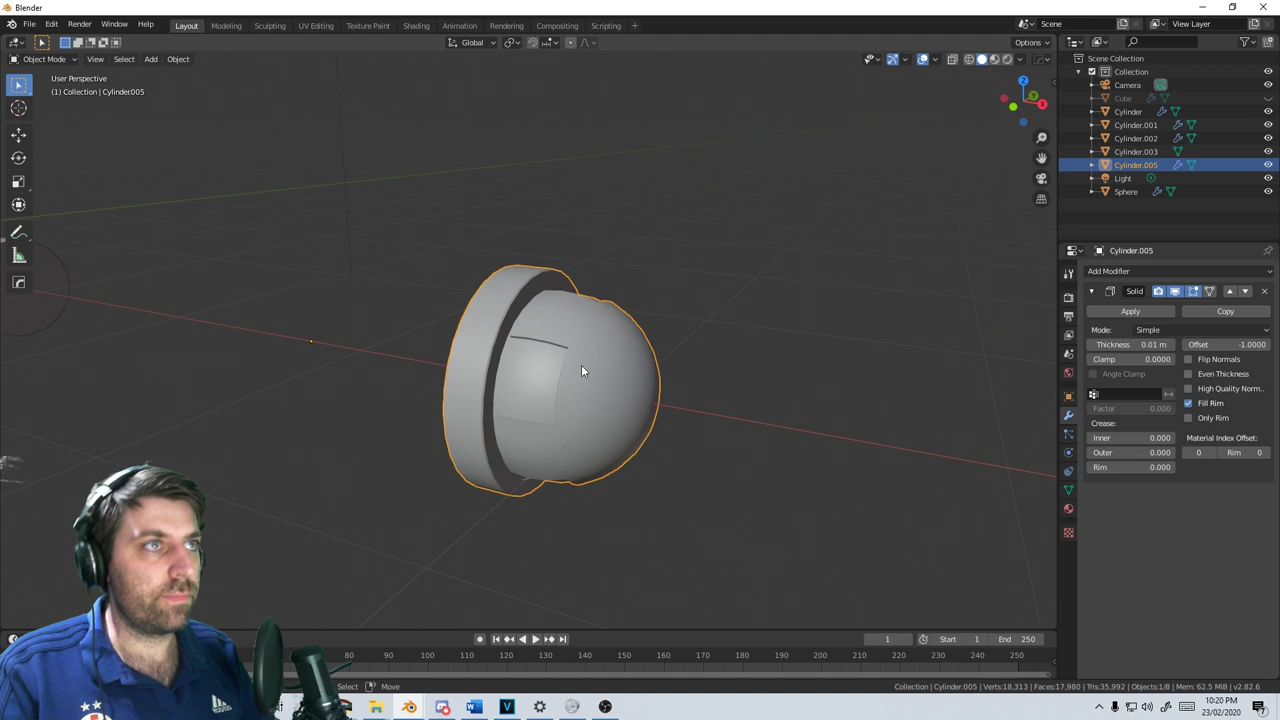 Blender
File Edit Render Window Help Layout Modeling Sculpting UV Editing Texture Paint Shading Animation Rendering Compositing Scripting + Scene View Layer
Global Options
Object Mode View Select Add Object
User Perspective
(1) Collection | Cylinder005
Z
Y
X
Scene Collection
Collection
Camera
Cube
Cylinder
Cylinder.001
Cylinder.002
Cylinder.003
Cylinder.005
Light
Sphere
Cylinder.005
Add Modifier
Solid
Apply Copy
Mode: Simple
Thickness 0.01 m Offset -1.0000
Clamp 0.0000 Flip Normals
Angle Clamp Even Thickness
High Quality Norm..
Fill Rim
Factor 0.000 Only Rim
Crease:
Inner 0.000 Material Index Offset:
Outer 0.000 0 Rim 0
Rim 0.000
1 Start 1 End 250
80 90 100 110 120 130 140 150 160 170 180 190 200 210 220 230 240 250
Select Move
Collection | Cylinder.005 | Verts:18,313 | Faces:17,980 | Tris:35,992 | Objects:1/8 | Mem: 62.5 MiB | v2.82.6
10:20 PM
23/02/2020